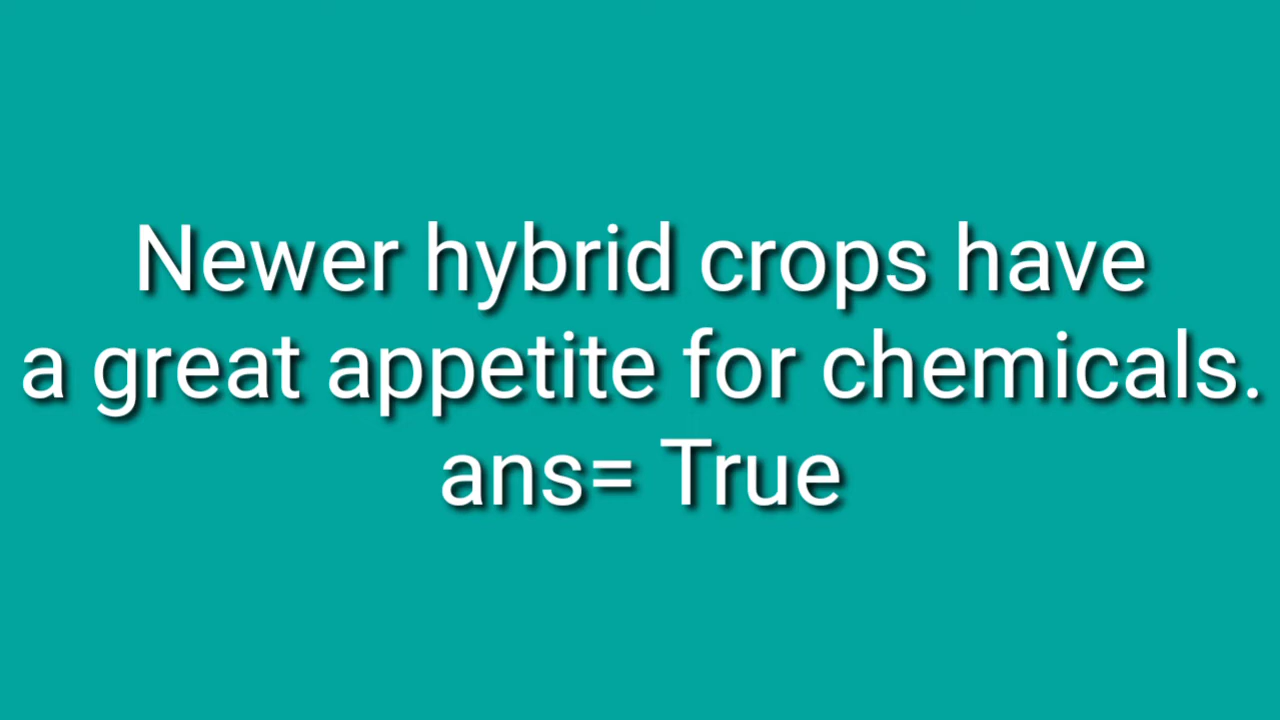 Newer hybrid crops have
a great appetite for chemicals.
ans= True